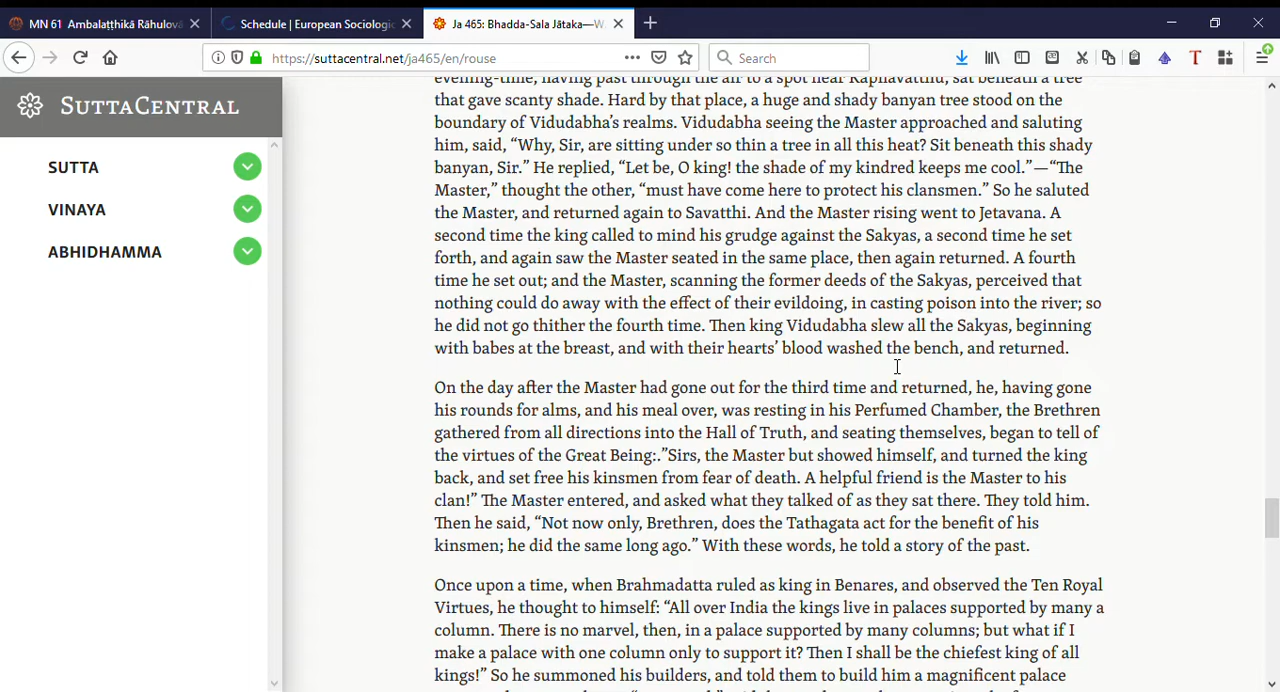 MN 61 Ambalaṭṭhikā Rāhulova
Schedule | European Sociologic
Ja 465: Bhadda-Sala Jātaka—W
https://suttacentral.net/ja465/en/rouse
Search
SUTTACENTRAL
SUTTA
VINAYA
ABHIDHAMMA
evening-time, having past through the air to a spot near Kapilavatthu, sat beneath a tree
that gave scanty shade. Hard by that place, a huge and shady banyan tree stood on the
boundary of Vidudabha’s realms. Vidudabha seeing the Master approached and saluting
him, said, “Why, Sir, are sitting under so thin a tree in all this heat? Sit beneath this shady
banyan, Sir.” He replied, “Let be, O king! the shade of my kindred keeps me cool.”—“The
Master,” thought the other, “must have come here to protect his clansmen.” So he saluted
the Master, and returned again to Savatthi. And the Master rising went to Jetavana. A
second time the king called to mind his grudge against the Sakyas, a second time he set
forth, and again saw the Master seated in the same place, then again returned. A fourth
time he set out; and the Master, scanning the former deeds of the Sakyas, perceived that
nothing could do away with the effect of their evildoing, in casting poison into the river; so
he did not go thither the fourth time. Then king Vidudabha slew all the Sakyas, beginning
with babes at the breast, and with their hearts’ blood washed the bench, and returned.
On the day after the Master had gone out for the third time and returned, he, having gone
his rounds for alms, and his meal over, was resting in his Perfumed Chamber, the Brethren
gathered from all directions into the Hall of Truth, and seating themselves, began to tell of
the virtues of the Great Being:.”Sirs, the Master but showed himself, and turned the king
back, and set free his kinsmen from fear of death. A helpful friend is the Master to his
clan!” The Master entered, and asked what they talked of as they sat there. They told him.
Then he said, “Not now only, Brethren, does the Tathagata act for the benefit of his
kinsmen; he did the same long ago.” With these words, he told a story of the past.
Once upon a time, when Brahmadatta ruled as king in Benares, and observed the Ten Royal
Virtues, he thought to himself: “All over India the kings live in palaces supported by many a
column. There is no marvel, then, in a palace supported by many columns; but what if I
make a palace with one column only to support it? Then I shall be the chiefest king of all
kings!” So he summoned his builders, and told them to build him a magnificent palace